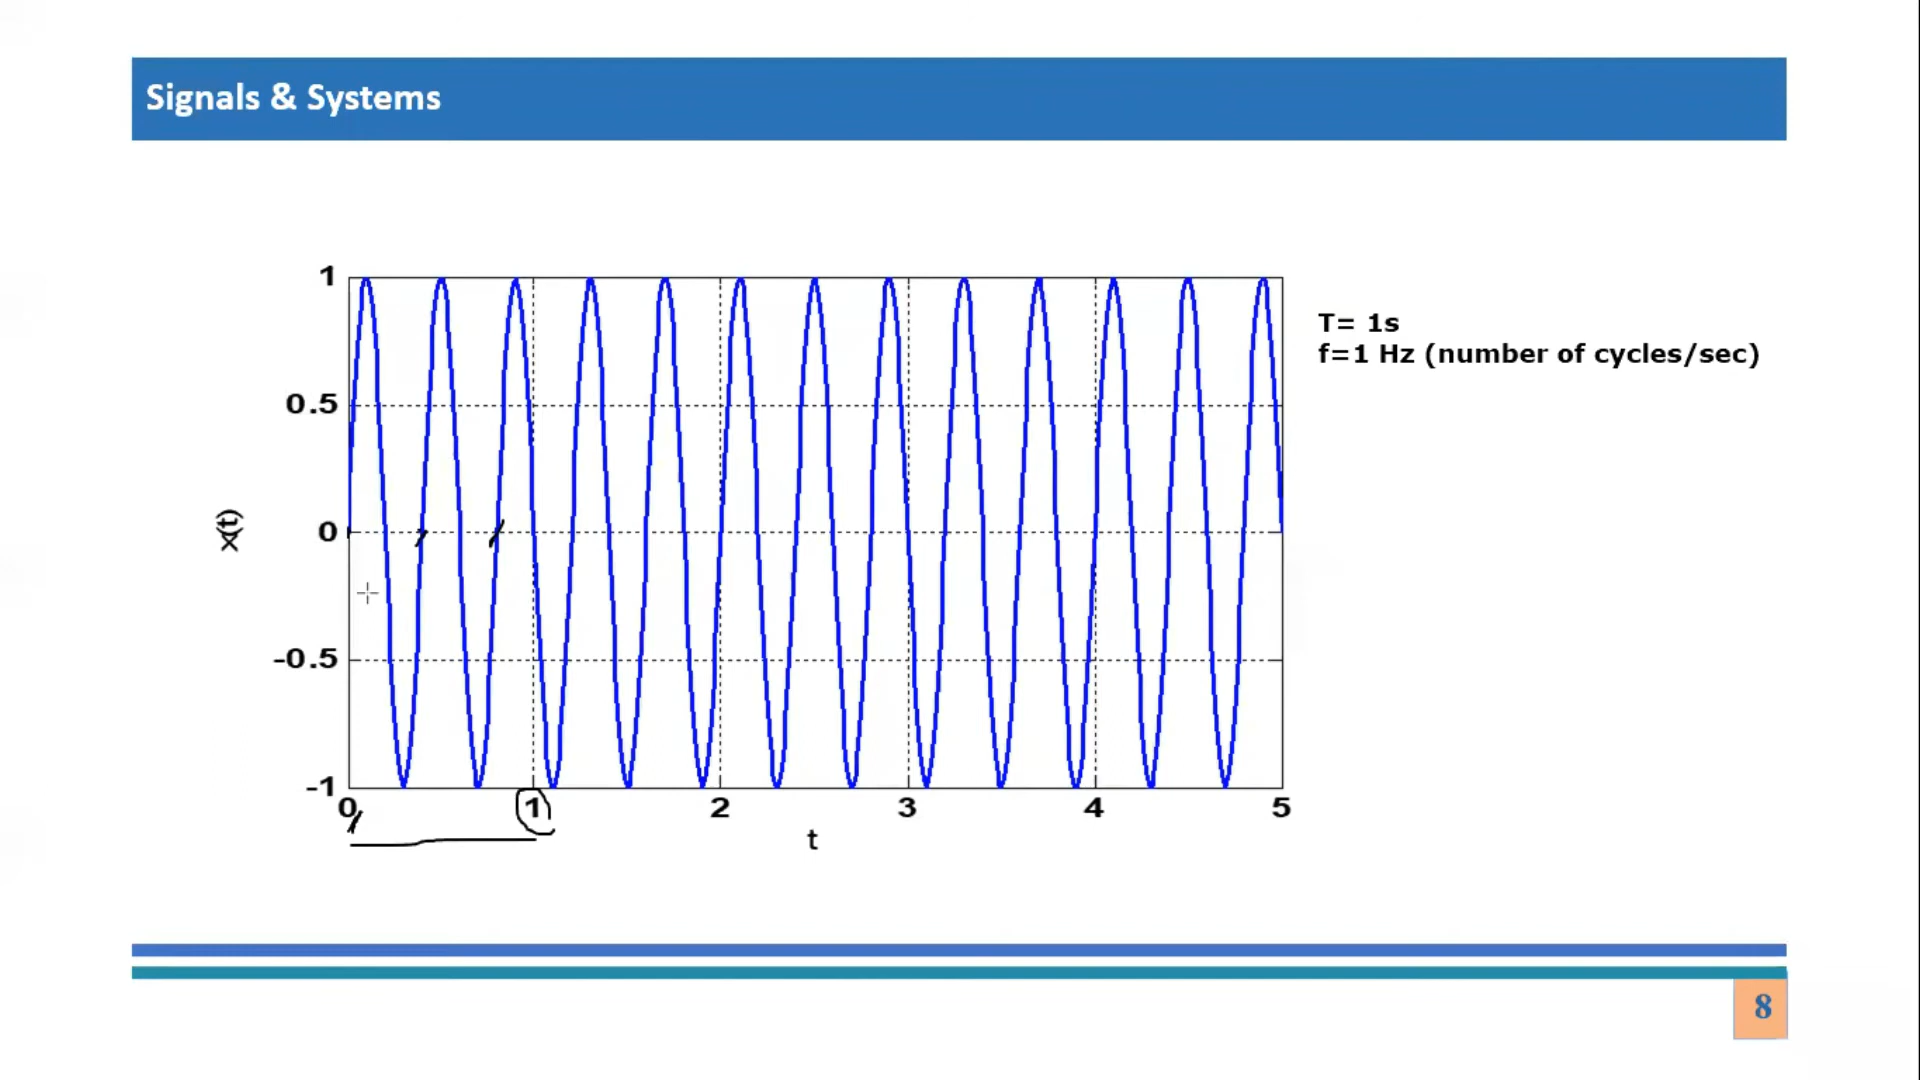 Signals & Systems
1
0.5
0
-0.5
-1
x(t)
0
1
2
3
4
5
t
T= 1s
f=1 Hz (number of cycles/sec)
8